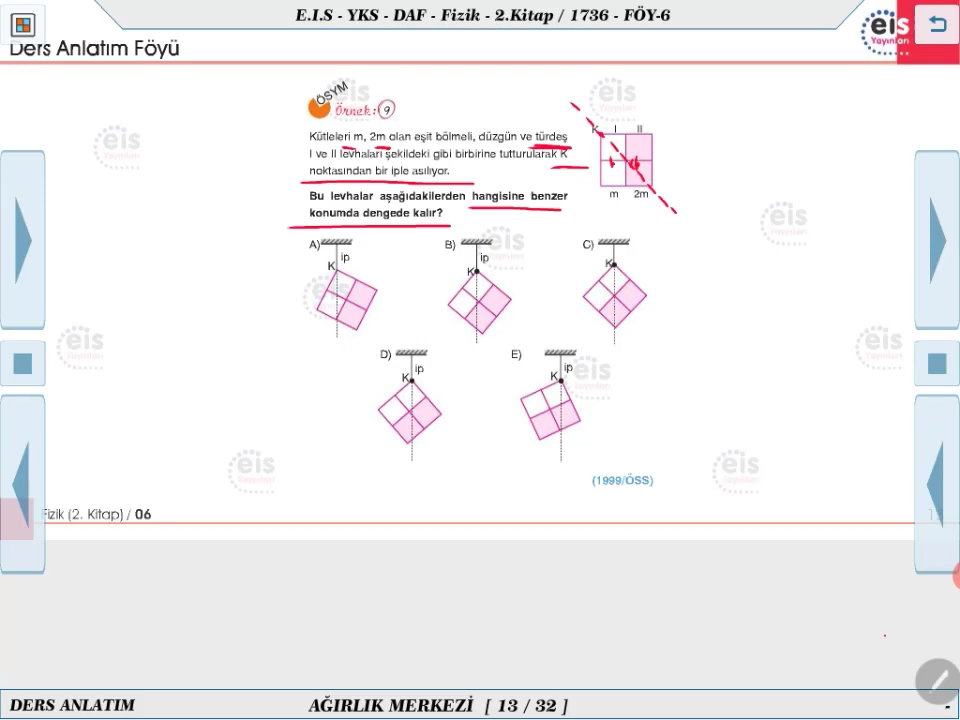 E.I.S - YKS - DAF - Fizik - 2.Kitap / 1736 - FÖY-6
Ders Anlatım Föyü
eis
Yayınları
ÖSYM
Örnek: 9
Kütleleri m, 2m olan eşit bölmeli, düzgün ve türdeş
I ve II levhaları şekildeki gibi birbirine tutturularak K
noktasından bir iple asılıyor.
Bu levhalar aşağıdakilerden hangisine benzer
konumda dengede kalır?
K I II
m 2m
A) ip K
B) ip K
C) K
D) ip K
E) ip K
(1999/ÖSS)
Fizik (2. Kitap) / 06
DERS ANLATIM
AĞIRLIK MERKEZİ [ 13 / 32 ]
-